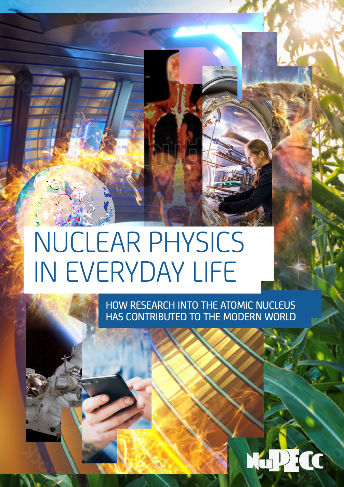 NUCLEAR PHYSICS
IN EVERYDAY LIFE
HOW RESEARCH INTO THE ATOMIC NUCLEUS
HAS CONTRIBUTED TO THE MODERN WORLD
NuPECC